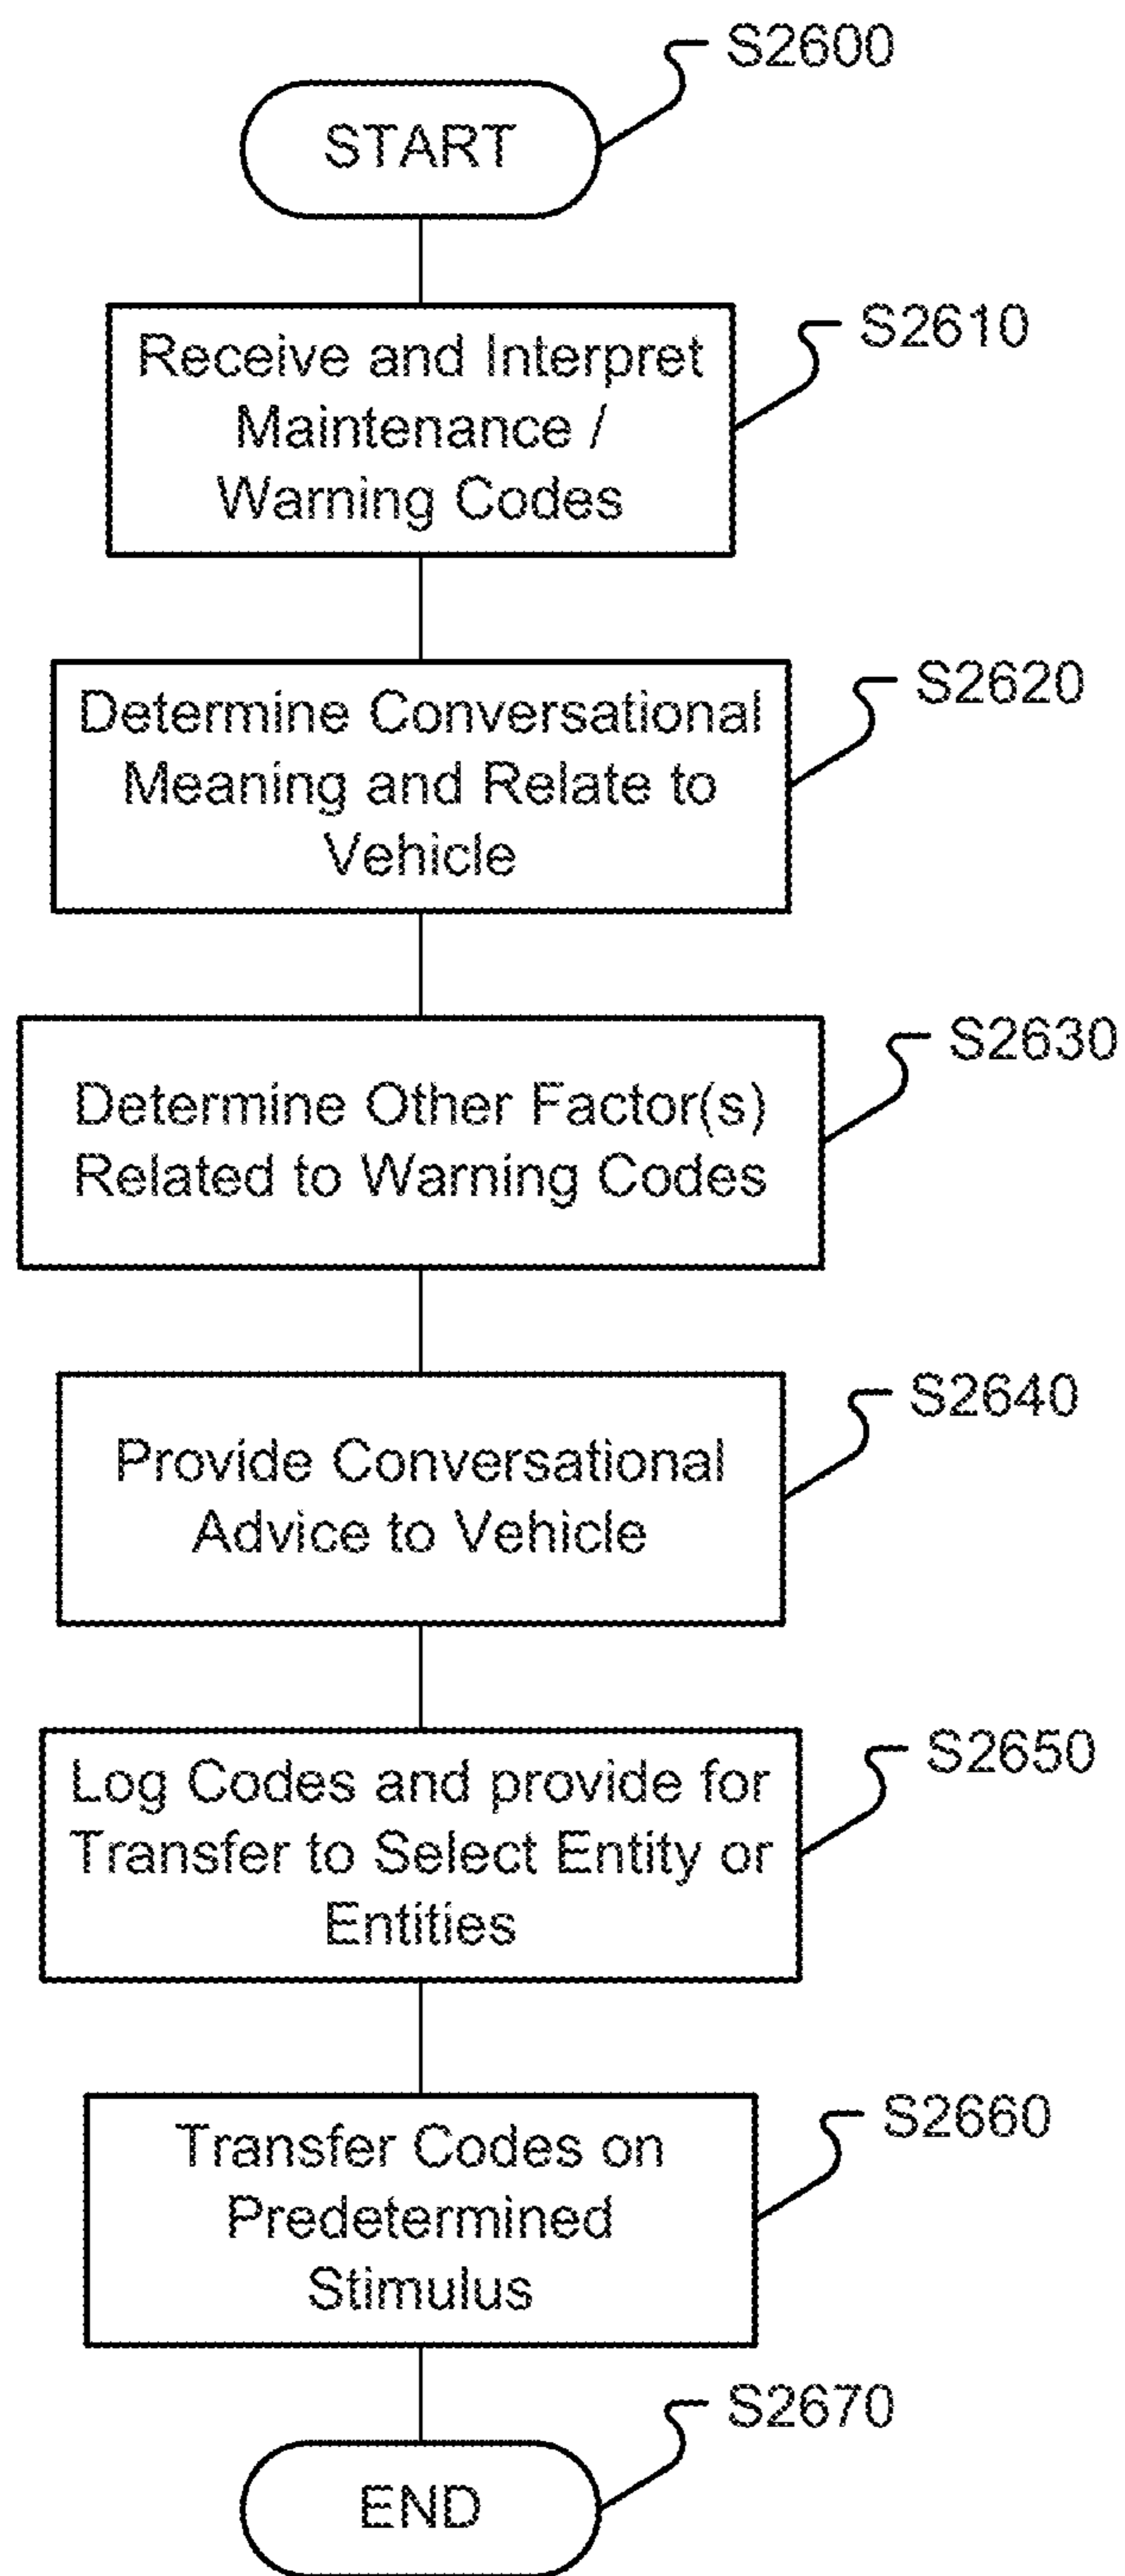 S2600
START
S2610
Receive and Interpret
Maintenance /
Warning Codes
S2620
Determine Conversational
Meaning and Relate to
Vehicle
S2630
Determine Other Factor(s)
Related to Warning Codes
S2640
Provide Conversational
Advice to Vehicle
S2650
Log Codes and provide for
Transfer to Select Entity or
Entities
S2660
Transfer Codes on
Predetermined
Stimulus
S2670
END